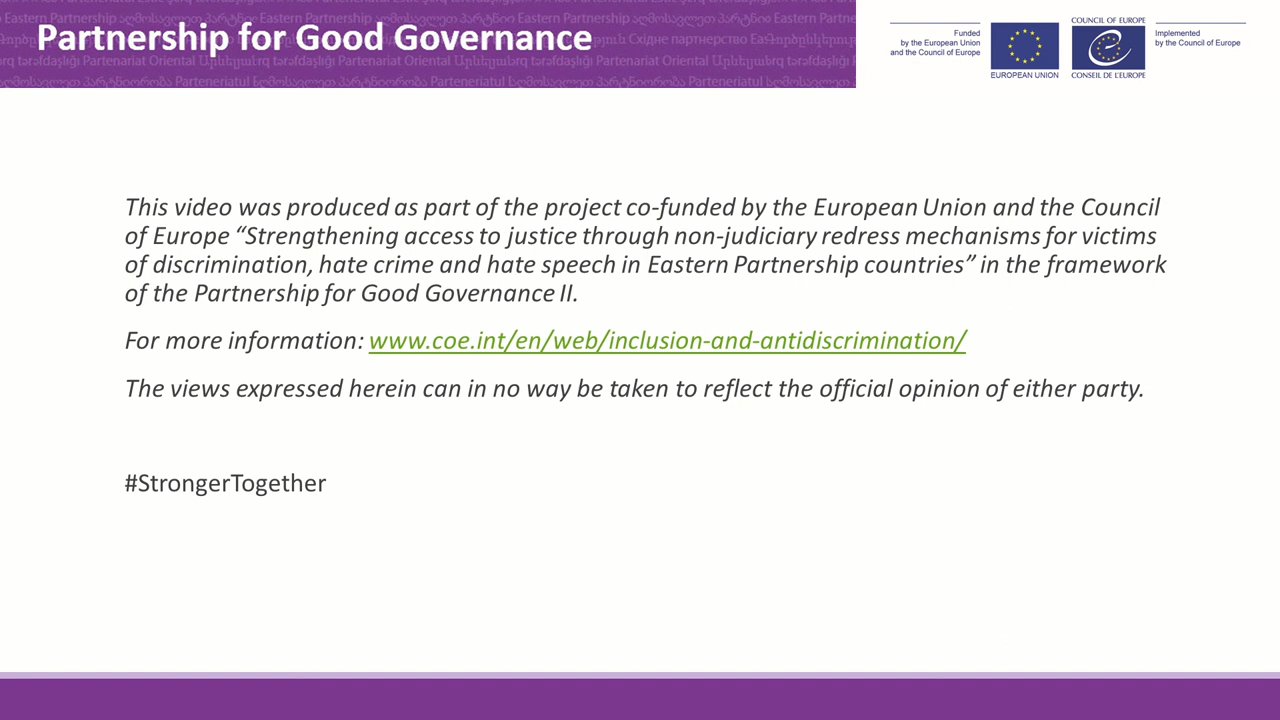 Partnership for Good Governance
Funded
by the European Union
and the Council of Europe
EUROPEAN UNION
COUNCIL OF EUROPE
CONSEIL DE L'EUROPE
Implemented
by the Council of Europe
This video was produced as part of the project co-funded by the European Union and the Council
of Europe “Strengthening access to justice through non-judiciary redress mechanisms for victims
of discrimination, hate crime and hate speech in Eastern Partnership countries” in the framework
of the Partnership for Good Governance II.
For more information: www.coe.int/en/web/inclusion-and-antidiscrimination/
The views expressed herein can in no way be taken to reflect the official opinion of either party.
#StrongerTogether